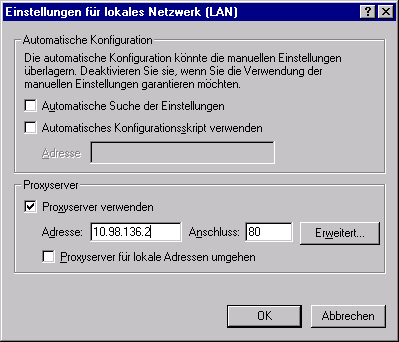 Einstellungen für lokales Netzwerk (LAN)
Automatische Konfiguration
Die automatische Konfiguration könnte die manuellen Einstellungen
überlagern. Deaktivieren Sie sie, wenn Sie die Verwendung der
manuellen Einstellungen garantieren möchten.
Automatische Suche der Einstellungen
Automatisches Konfigurationsskript verwenden
Adresse
Proxyserver
Proxyserver verwenden
Adresse: 10.98.136.2 Anschluss: 80 Erweitert...
Proxyserver für lokale Adressen umgehen
OK Abbrechen